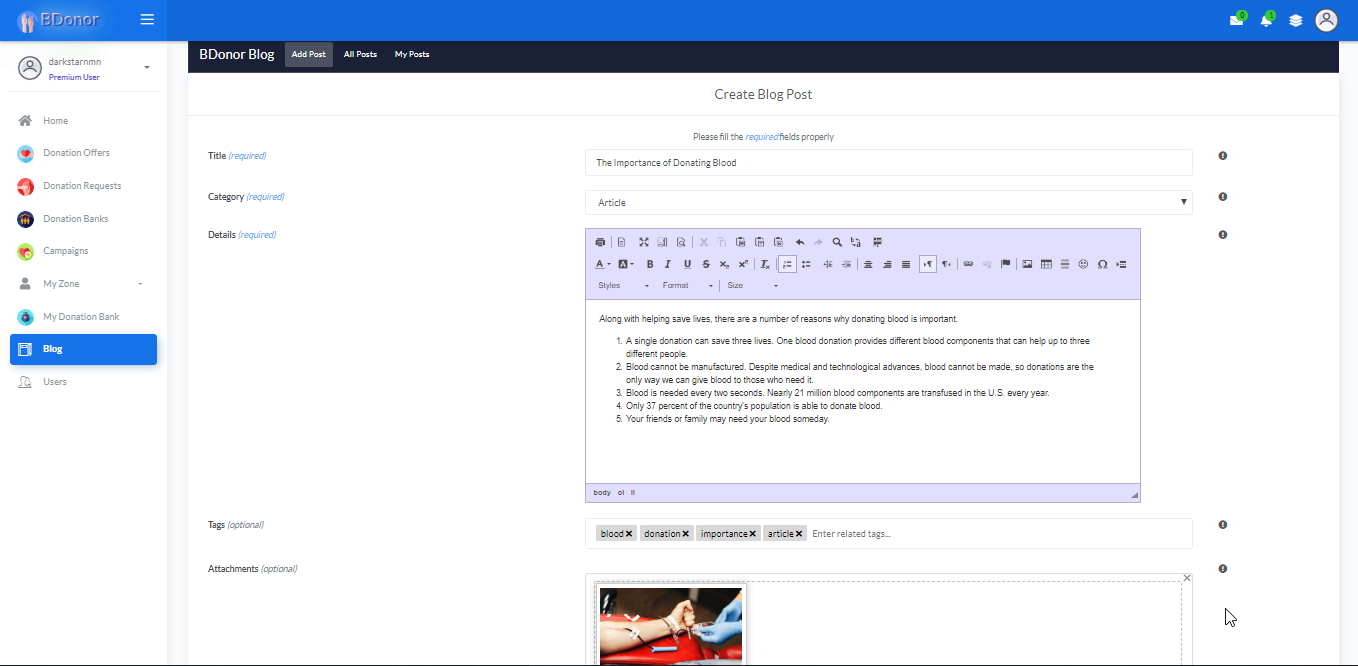 BDonor
0
1
darkstarnmn
Premium User
Home
Donation Offers
Donation Requests
Donation Banks
Campaigns
My Zone
My Donation Bank
Blog
Users
BDonor Blog Add Post All Posts My Posts
Create Blog Post
Please fill the required fields properly
Title (required)
The Importance of Donating Blood
Category (required)
Article
Details (required)
Styles Format Size
Along with helping save lives, there are a number of reasons why donating blood is important.
1. A single donation can save three lives. One blood donation provides different blood components that can help up to three
different people.
2. Blood cannot be manufactured. Despite medical and technological advances, blood cannot be made, so donations are the
only way we can give blood to those who need it.
3. Blood is needed every two seconds. Nearly 21 million blood components are transfused in the U.S. every year.
4. Only 37 percent of the country's population is able to donate blood.
5. Your friends or family may need your blood someday.
body ol li
Tags (optional)
blood donation importance article Enter related tags...
Attachments (optional)